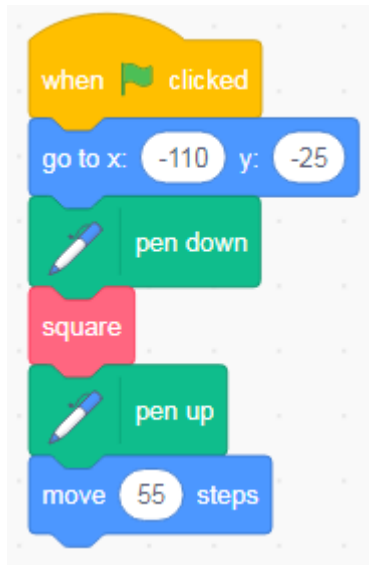 when clicked
go to x: -110 y: -25
pen down
square
pen up
move 55 steps